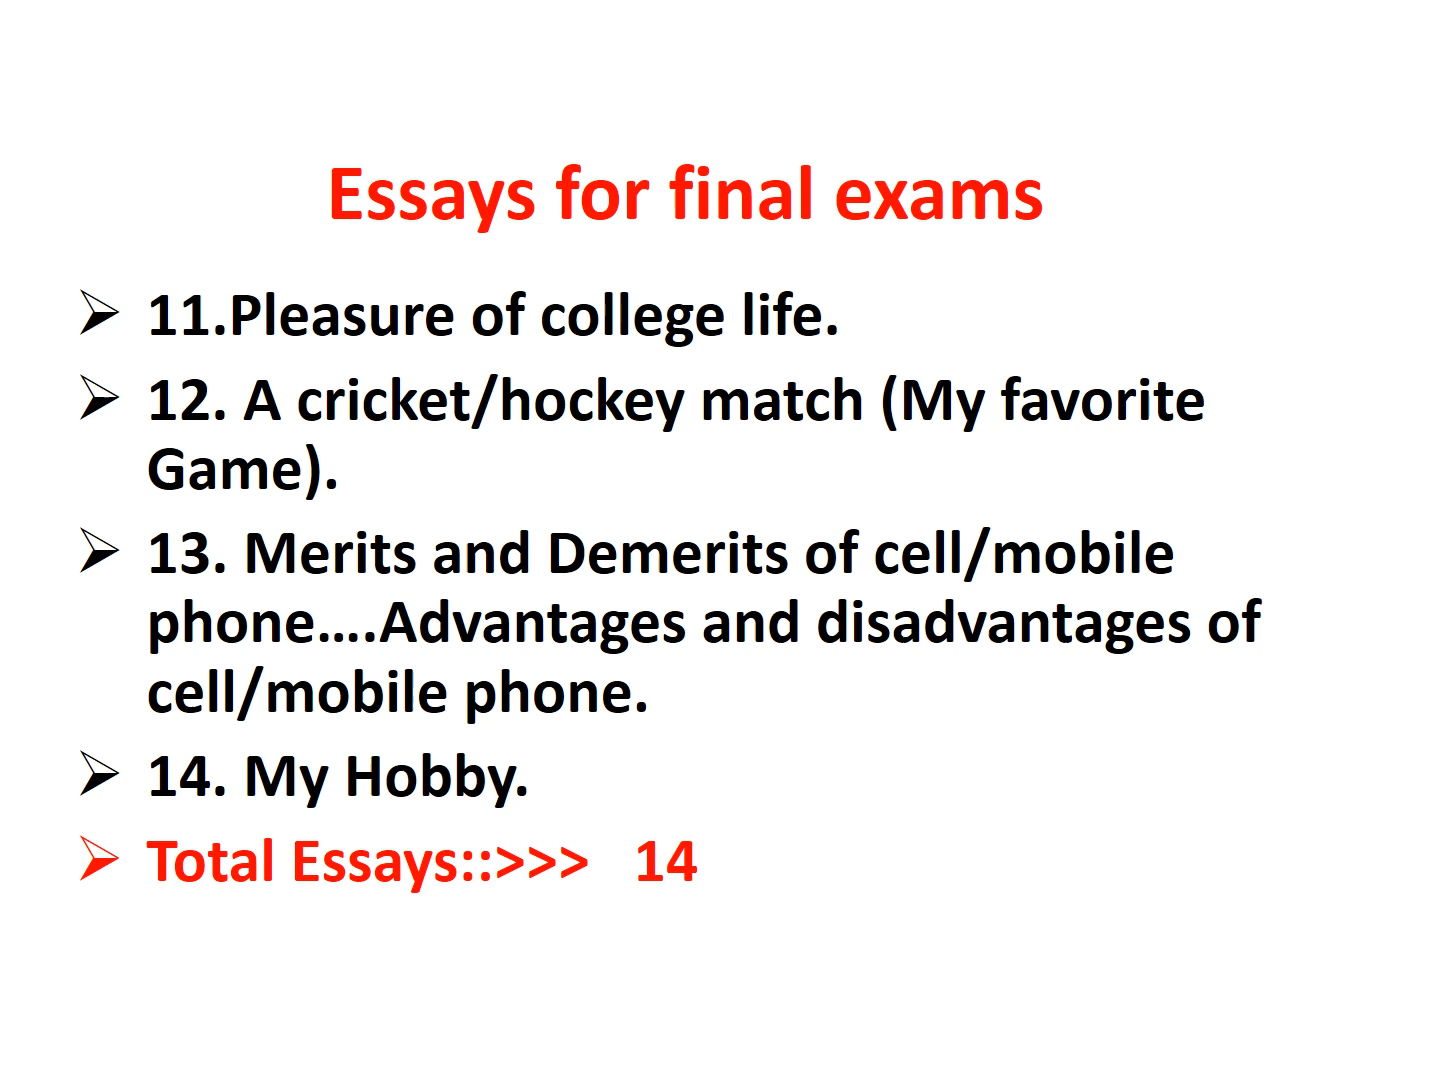 Essays for final exams
➢ 11.Pleasure of college life.
➢ 12. A cricket/hockey match (My favorite
Game).
➢ 13. Merits and Demerits of cell/mobile
phone….Advantages and disadvantages of
cell/mobile phone.
➢ 14. My Hobby.
➢ Total Essays::>>> 14